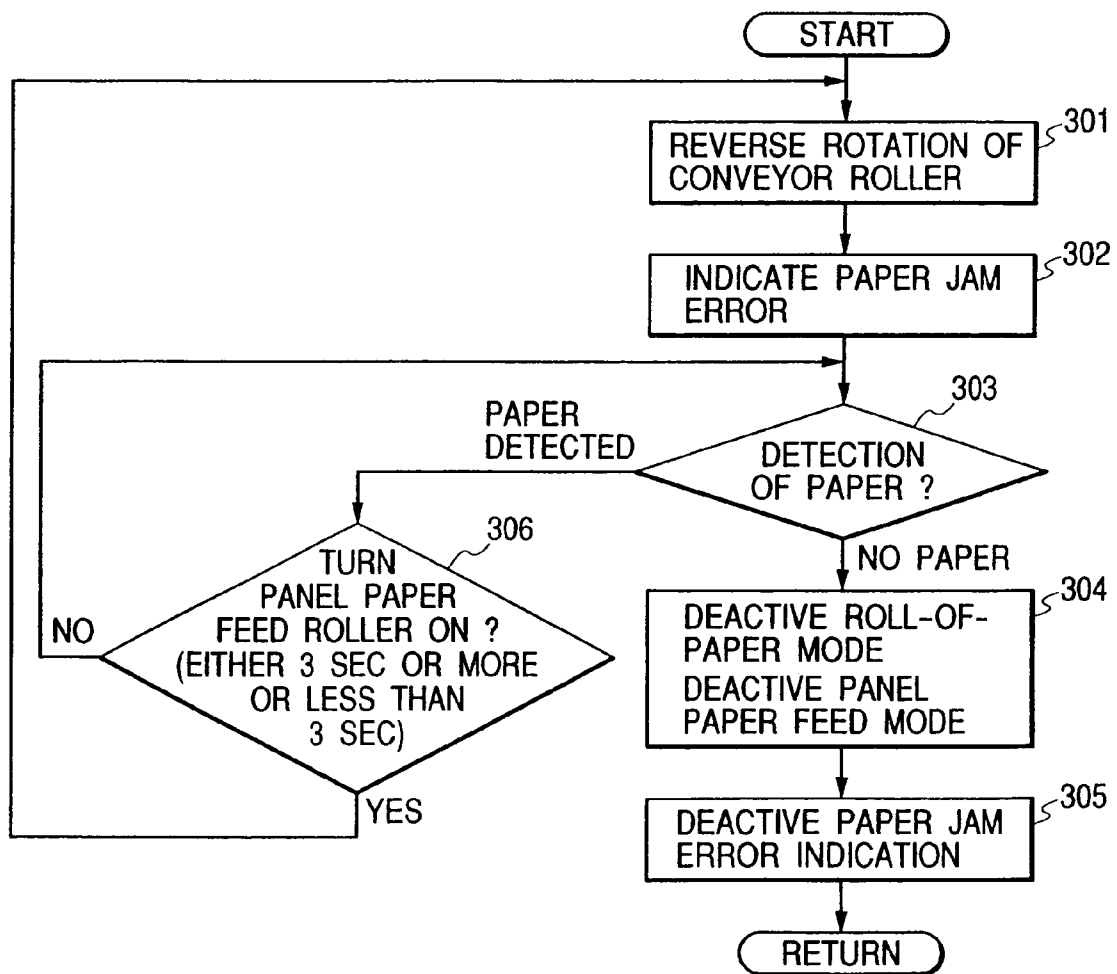 START
301
REVERSE ROTATION OF
CONVEYOR ROLLER
302
INDICATE PAPER JAM
ERROR
303
PAPER
DETECTED
DETECTION
OF PAPER ?
306
NO PAPER
TURN
PANEL PAPER
FEED ROLLER ON ?
(EITHER 3 SEC OR MORE
OR LESS THAN
3 SEC)
NO
YES
304
DEACTIVE ROLL-OF-
PAPER MODE
DEACTIVE PANEL
PAPER FEED MODE
305
DEACTIVE PAPER JAM
ERROR INDICATION
RETURN